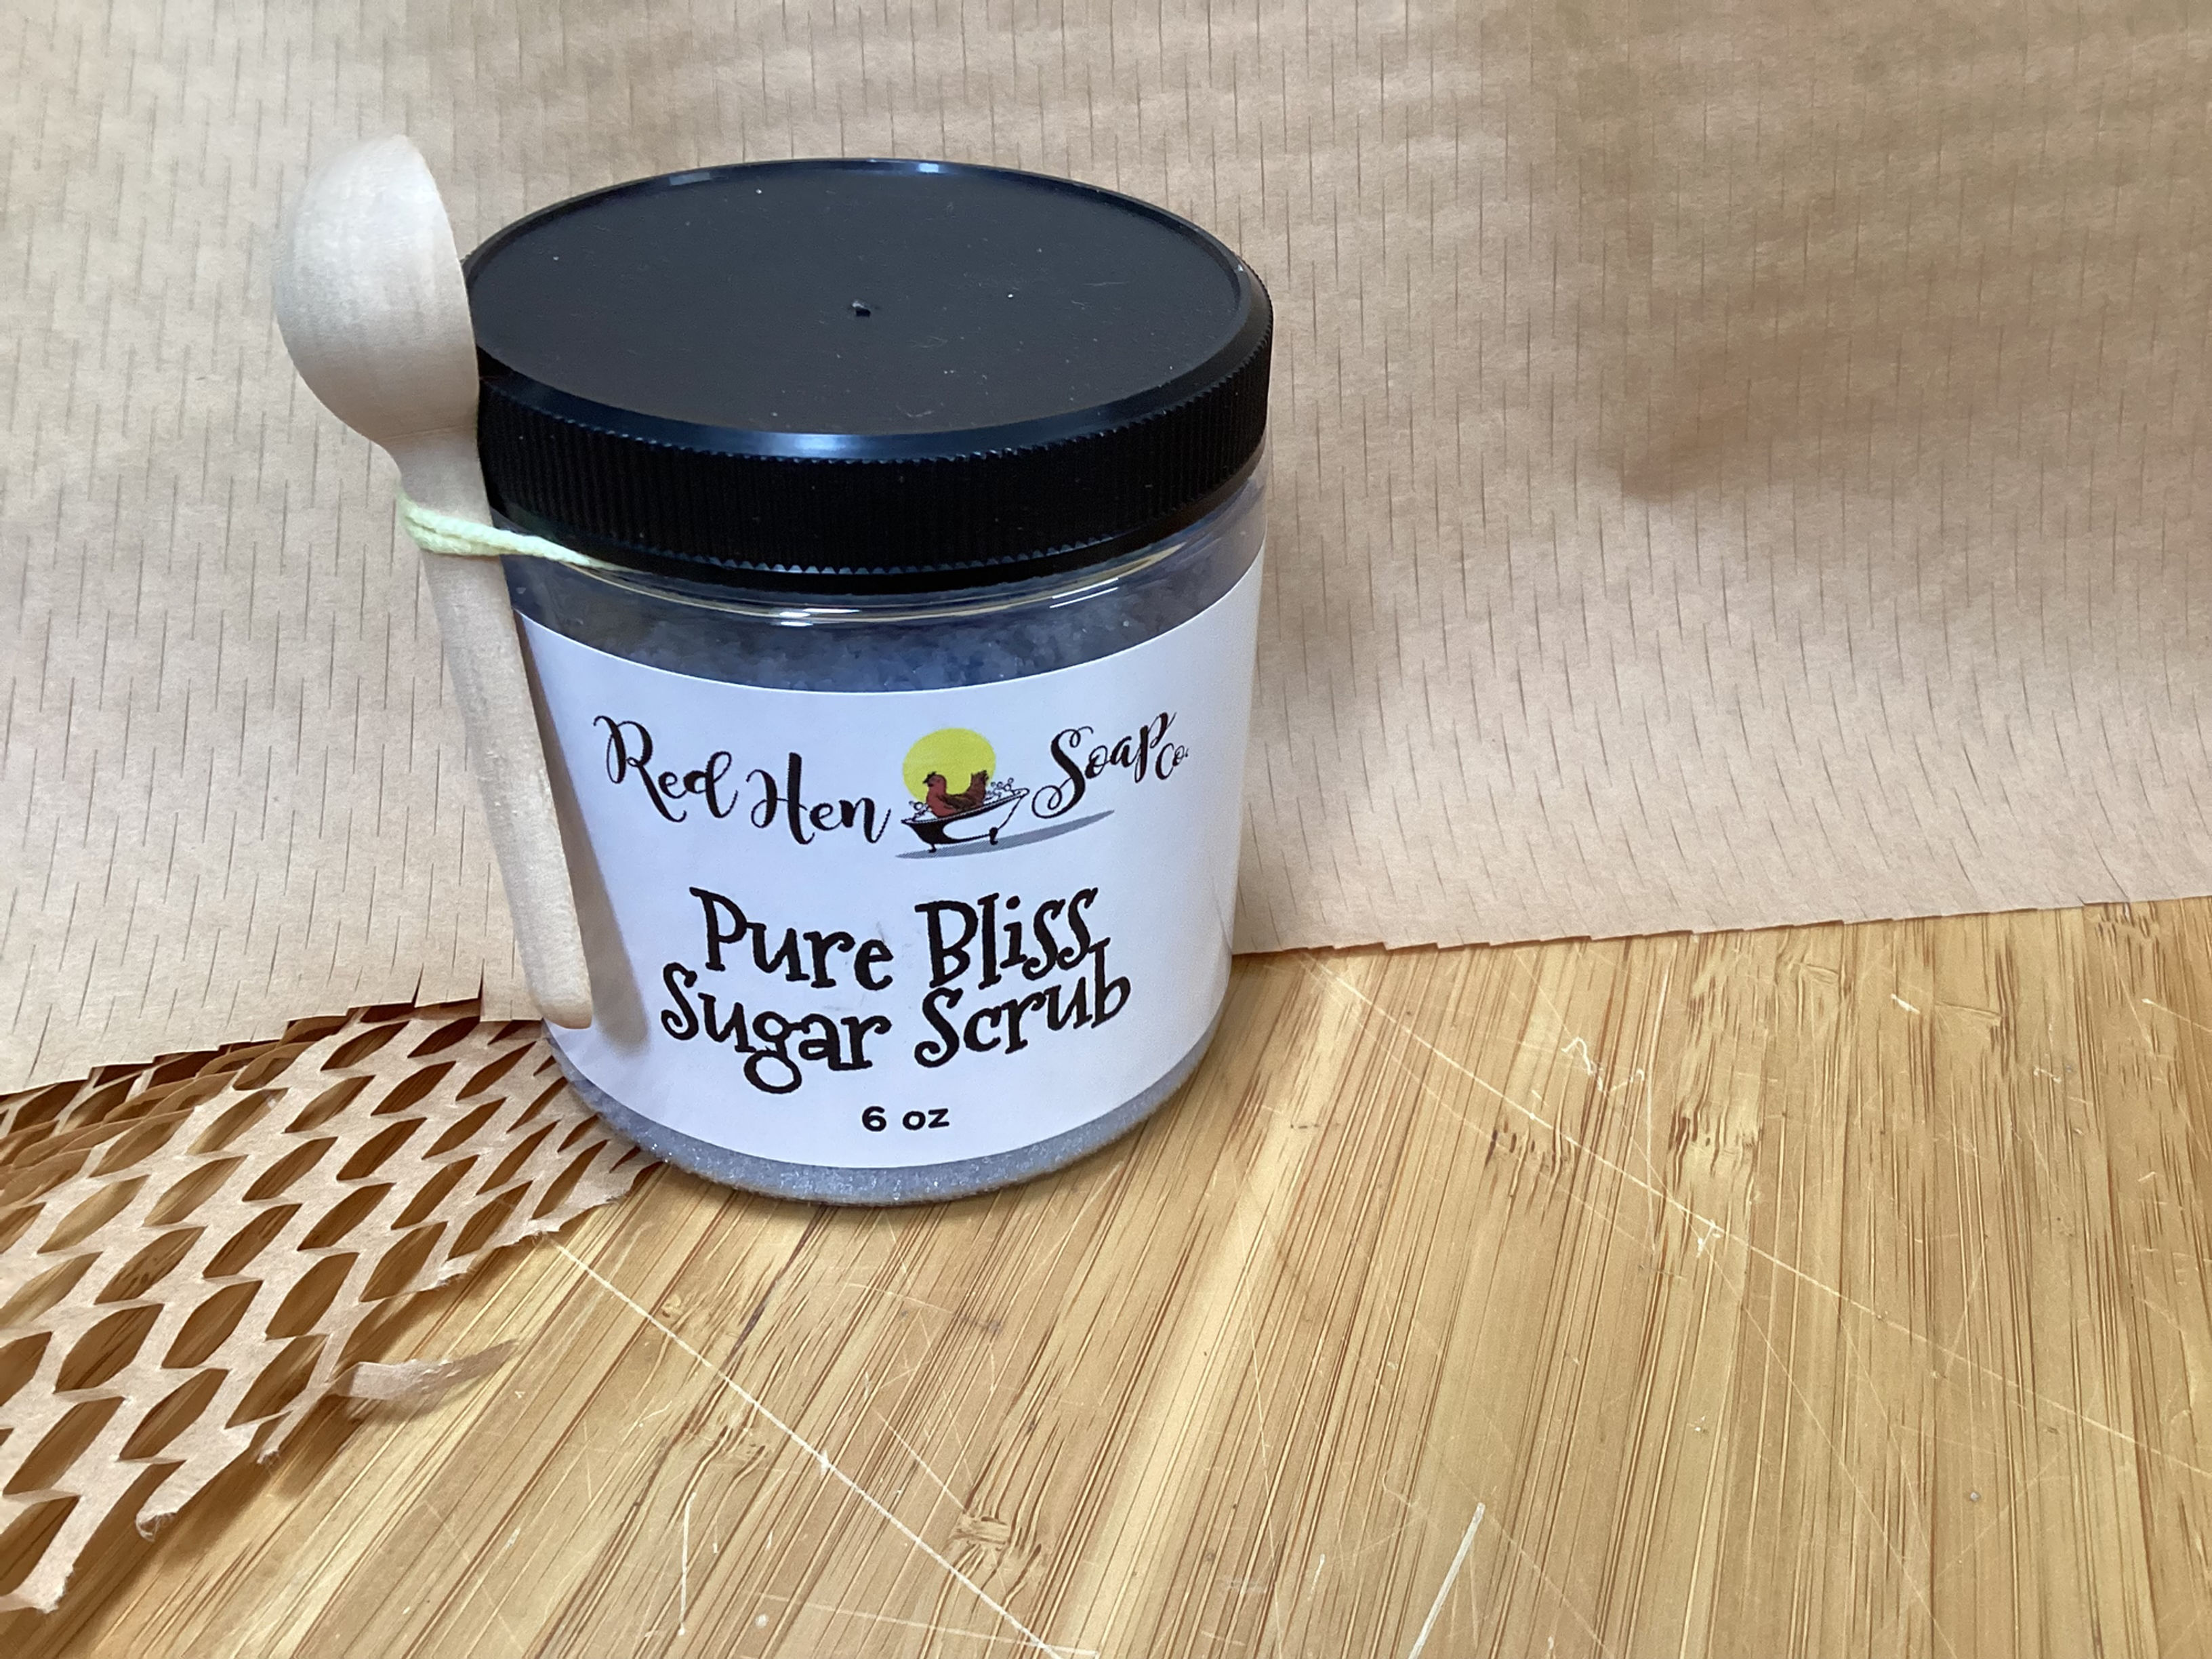 Red Hen Soap Co.
Pure Bliss
Sugar Scrub
6 oz